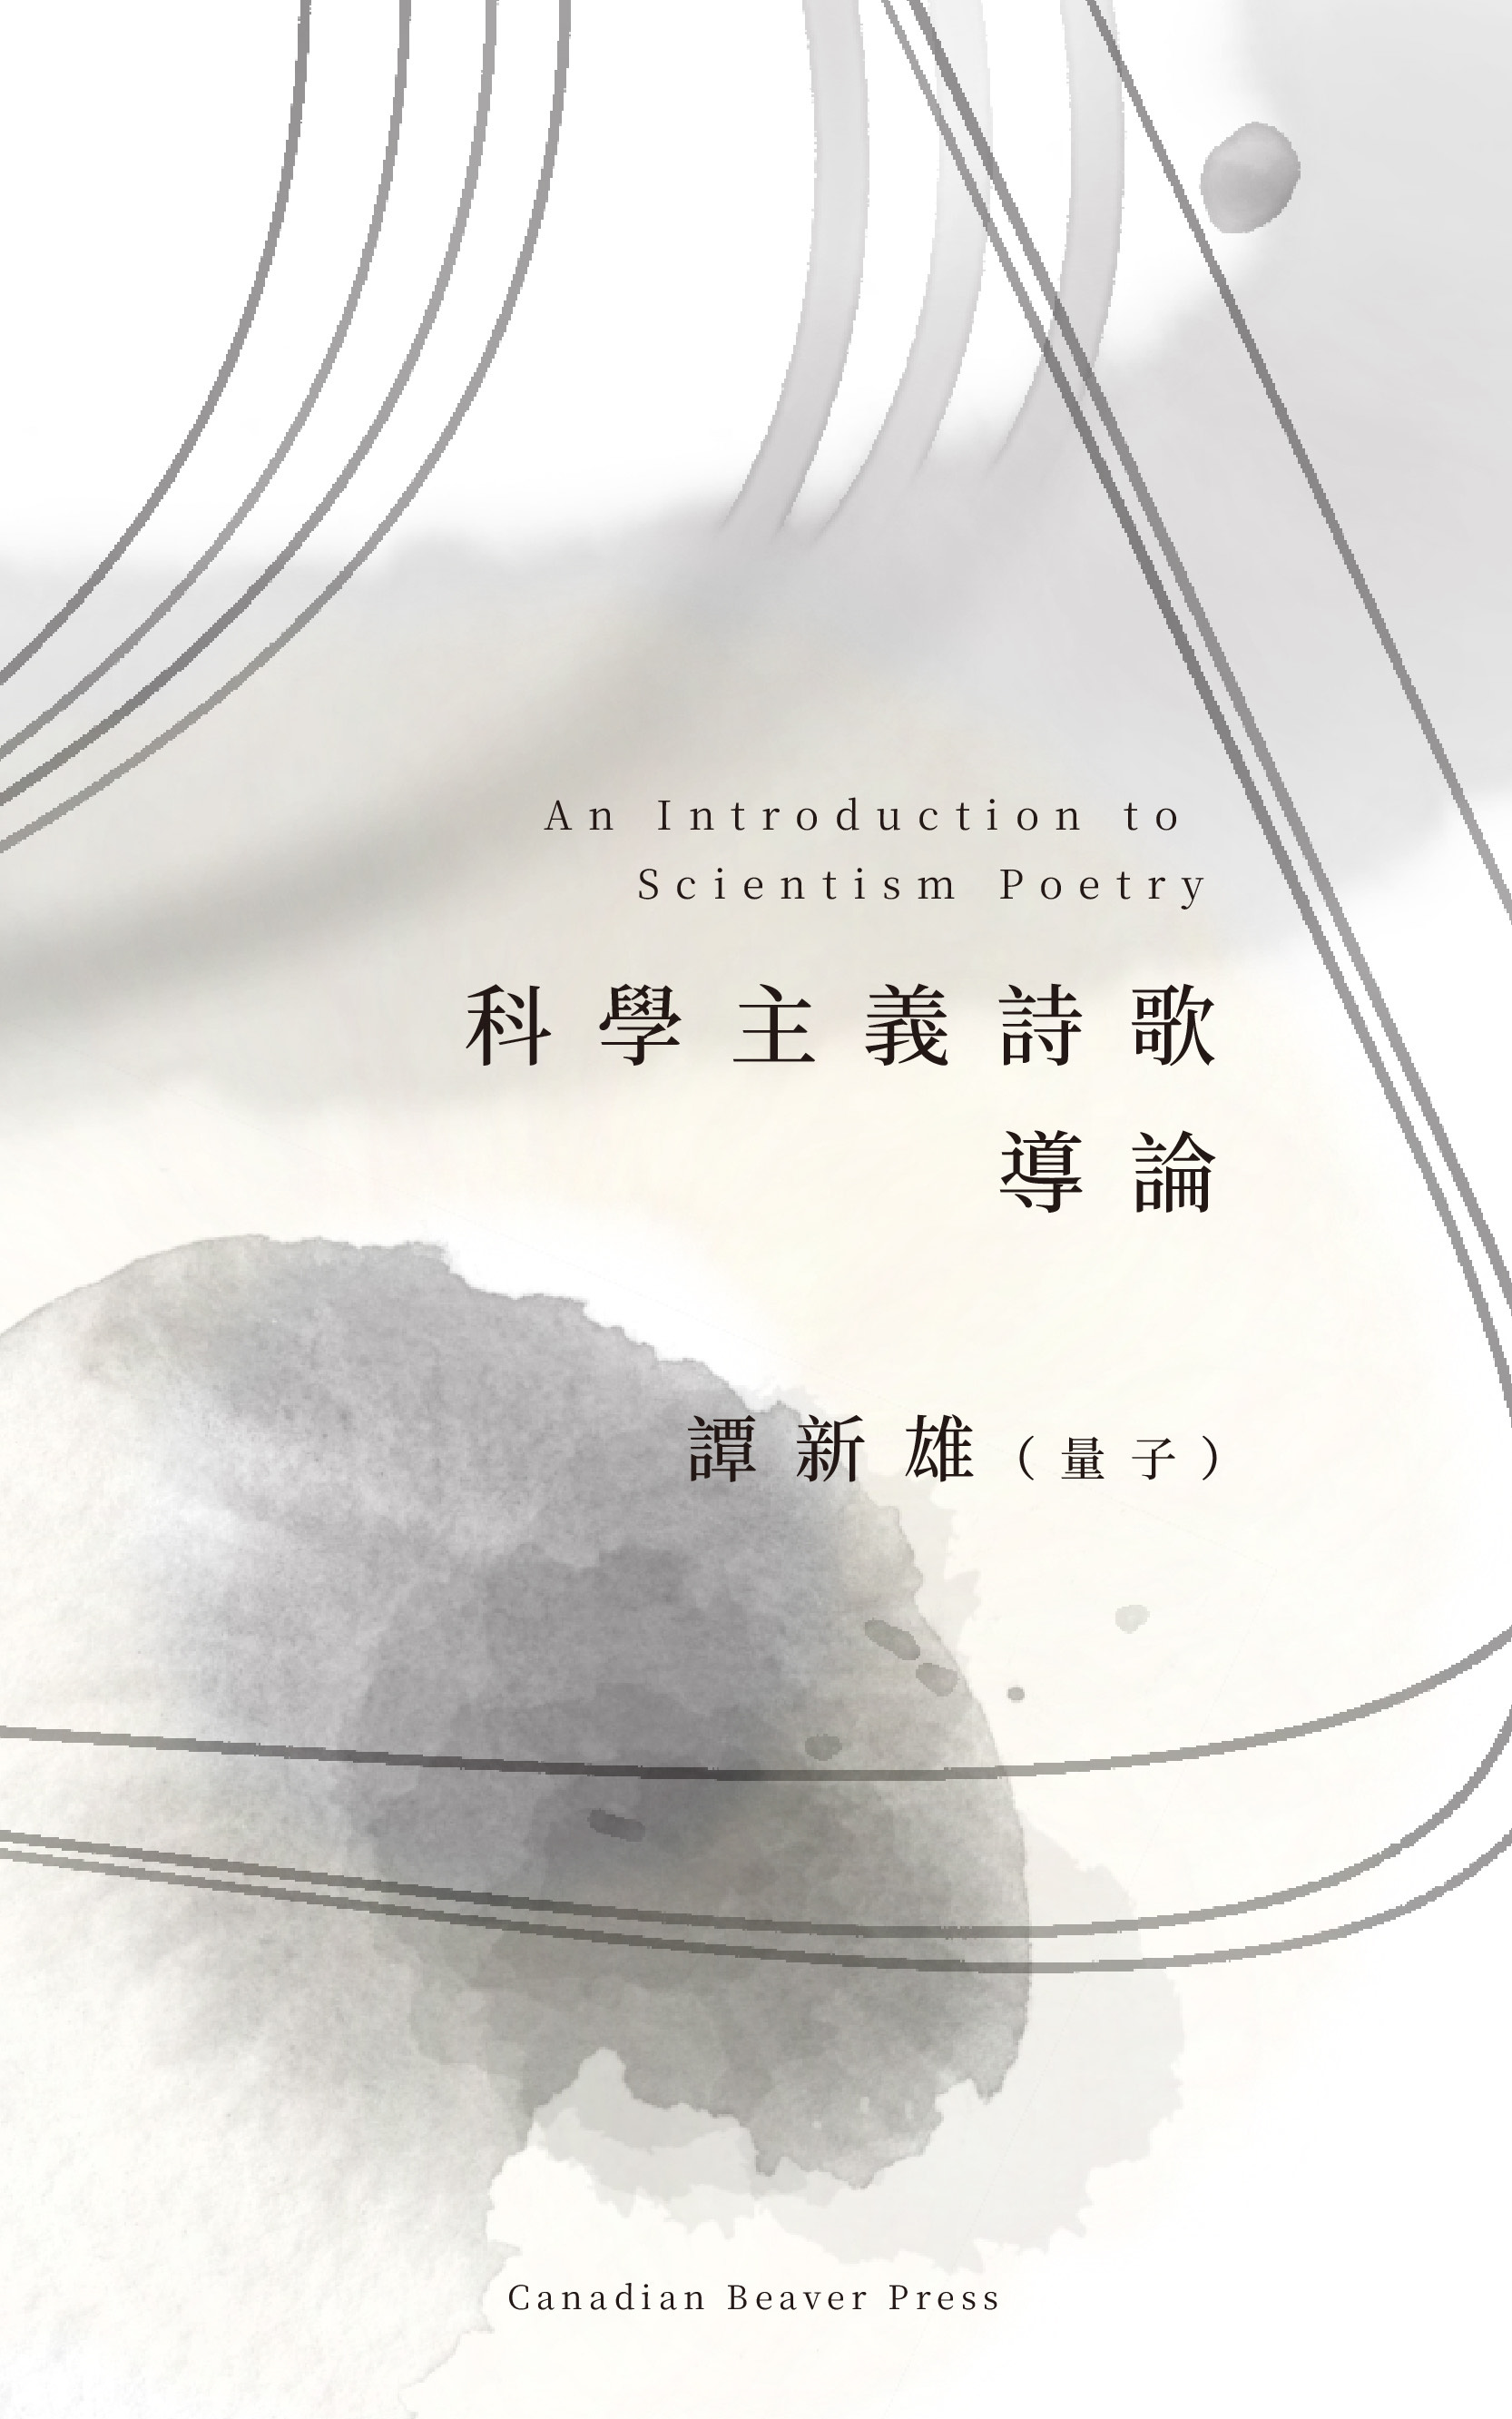 An Introduction to
Scientism Poetry
科學主義詩歌
導論
譚新雄（量子）
Canadian Beaver Press